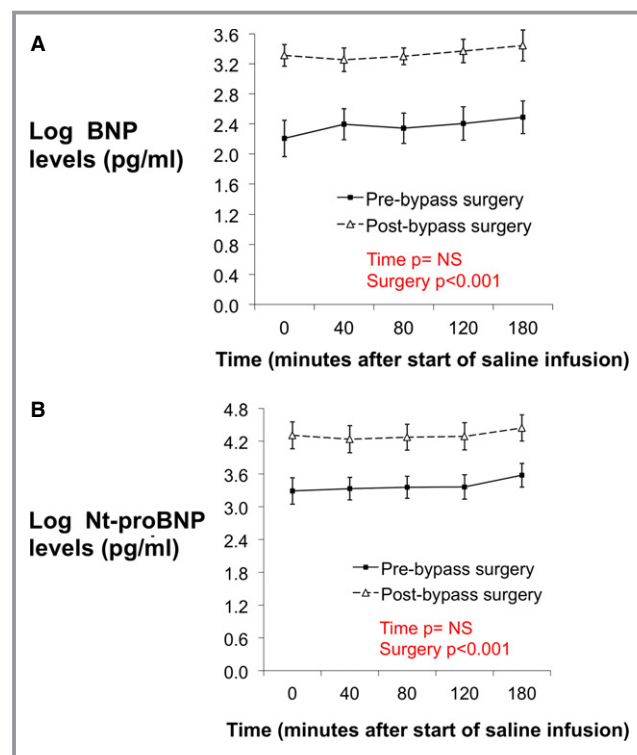 A
Log BNP
levels (pg/ml)
3.6
3.2
2.8
2.4
2.0
1.6
1.2
0.8
0.4
0.0
Pre-bypass surgery
Post-bypass surgery
Time p= NS
Surgery p<0.001
0 40 80 120 180
Time (minutes after start of saline infusion)
B
Log Nt-proBNP
levels (pg/ml)
4.8
4.2
3.6
3.0
2.4
1.8
1.2
0.6
0.0
Pre-bypass surgery
Post-bypass surgery
Time p= NS
Surgery p<0.001
0 40 80 120 180
Time (minutes after start of saline infusion)